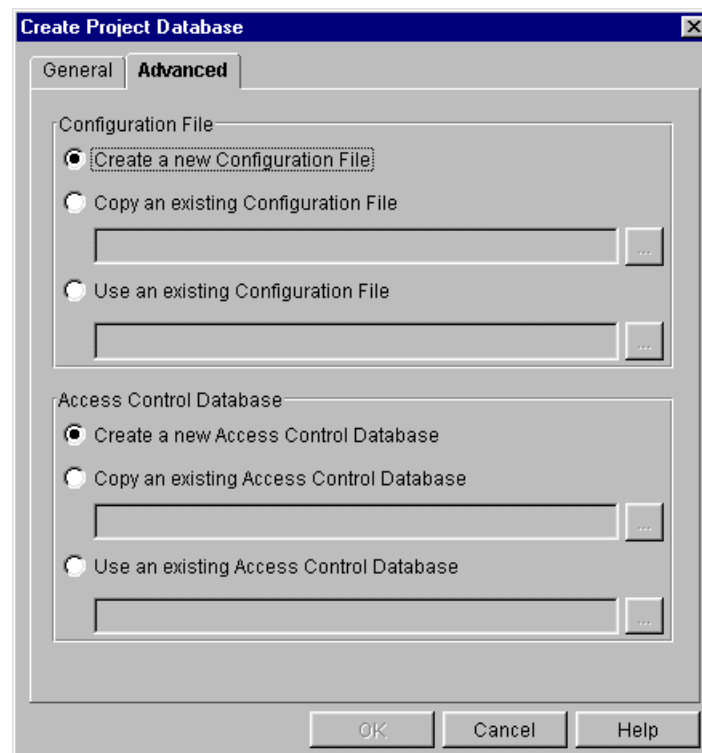 Create Project Database
General Advanced
Configuration File
Create a new Configuration File
Copy an existing Configuration File
...
Use an existing Configuration File
...
Access Control Database
Create a new Access Control Database
Copy an existing Access Control Database
...
Use an existing Access Control Database
...
OK Cancel Help